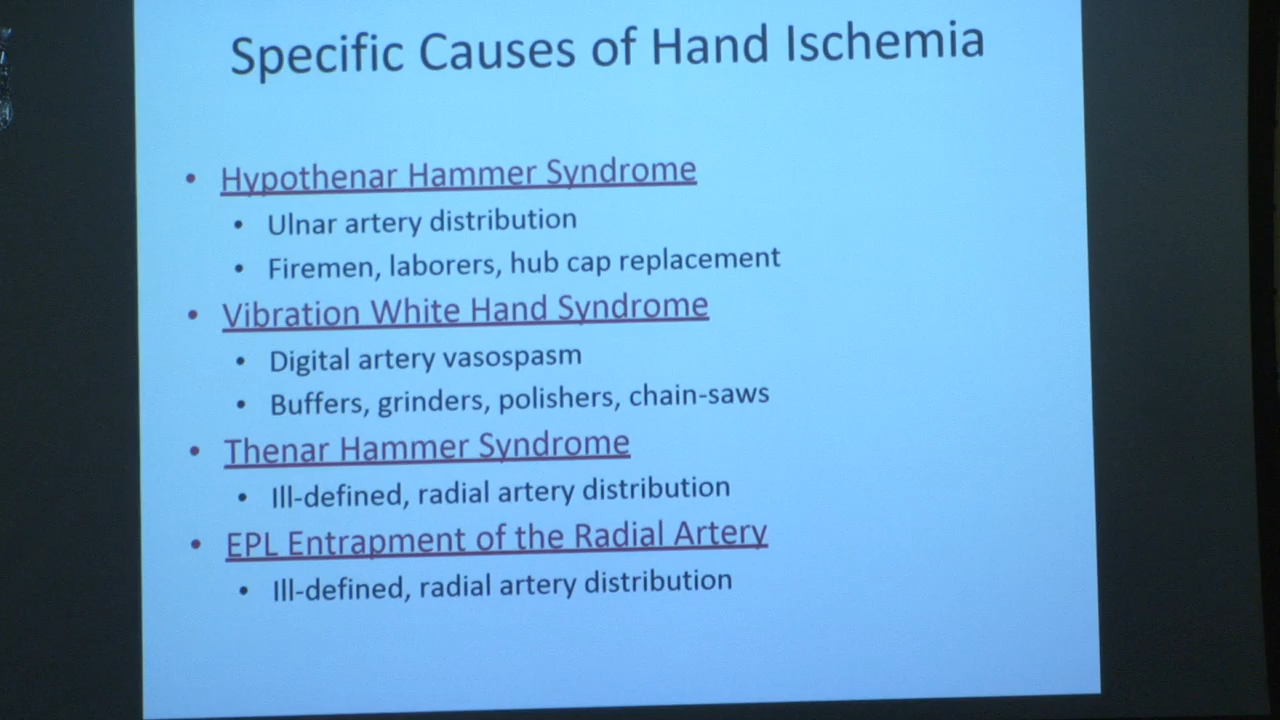 Specific Causes of Hand Ischemia
• Hypothenar Hammer Syndrome
• Ulnar artery distribution
• Firemen, laborers, hub cap replacement
• Vibration White Hand Syndrome
• Digital artery vasospasm
• Buffers, grinders, polishers, chain-saws
• Thenar Hammer Syndrome
• Ill-defined, radial artery distribution
• EPL Entrapment of the Radial Artery
• Ill-defined, radial artery distribution